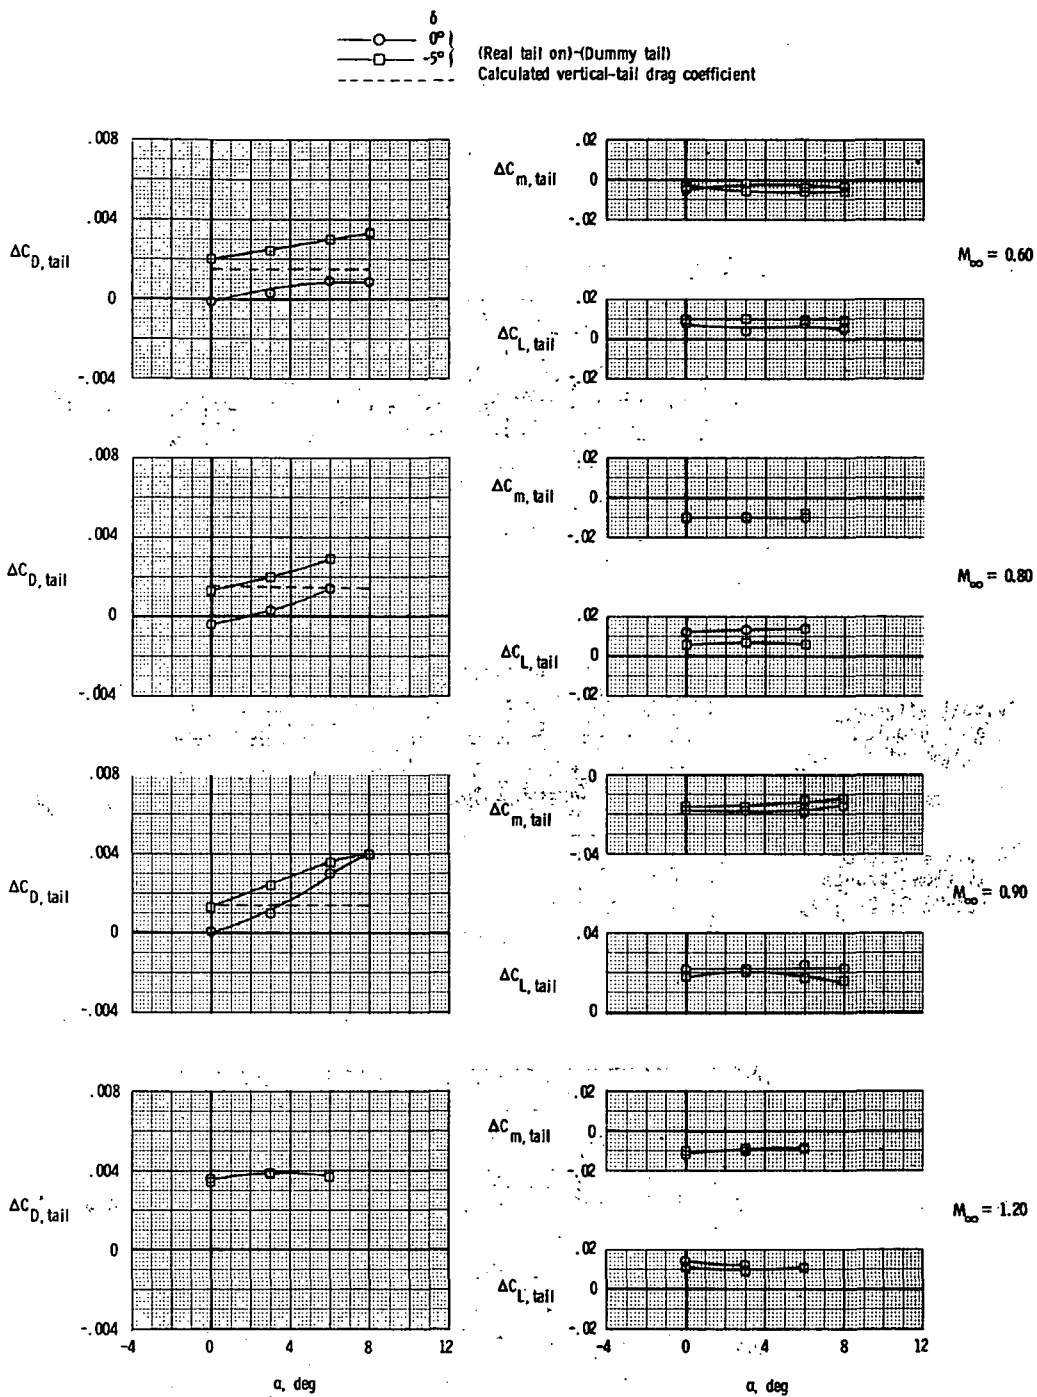 δ
0°
-5°
(Real tail on)-(Dummy tail)
Calculated vertical-tail drag coefficient
.008
.004
ΔC_D, tail
0
-.004
.02
ΔC_m, tail
0
-.02
M_∞ = 0.60
.02
ΔC_L, tail
0
-.02
.008
.004
ΔC_D, tail
0
-.004
.02
ΔC_m, tail
0
-.02
M_∞ = 0.80
.02
ΔC_L, tail
0
-.02
.008
.004
ΔC_D, tail
0
-.004
0
ΔC_m, tail
-.04
M_∞ = 0.90
.04
ΔC_L, tail
0
.008
.004
ΔC_D, tail
0
-.004
-4 0 4 8 12
α, deg
.02
ΔC_m, tail
0
-.02
M_∞ = 1.20
.02
ΔC_L, tail
0
-.02
-4 0 4 8 12
α, deg